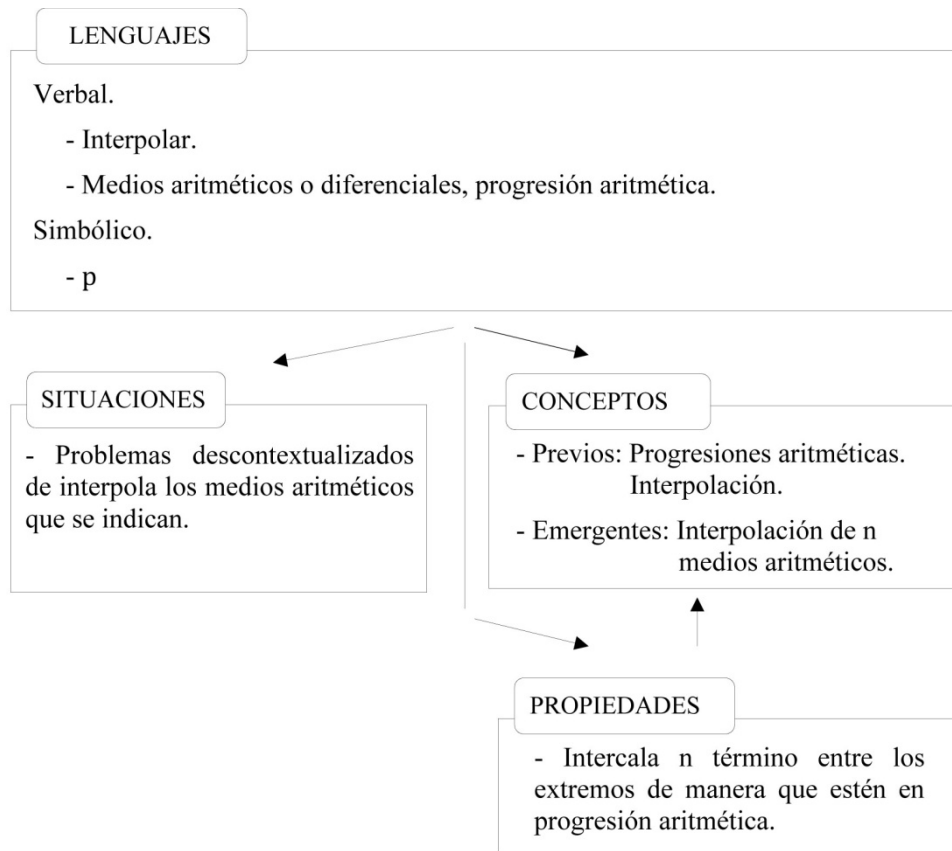 LENGUAJES
Verbal.
- Interpolar.
- Medios aritméticos o diferenciales, progresión aritmética.
Simbólico.
- p
SITUACIONES
- Problemas descontextualizados
de interpola los medios aritméticos
que se indican.
CONCEPTOS
- Previos: Progresiones aritméticas.
Interpolación.
- Emergentes: Interpolación de n
medios aritméticos.
PROPIEDADES
- Intercala n término entre los
extremos de manera que estén en
progresión aritmética.